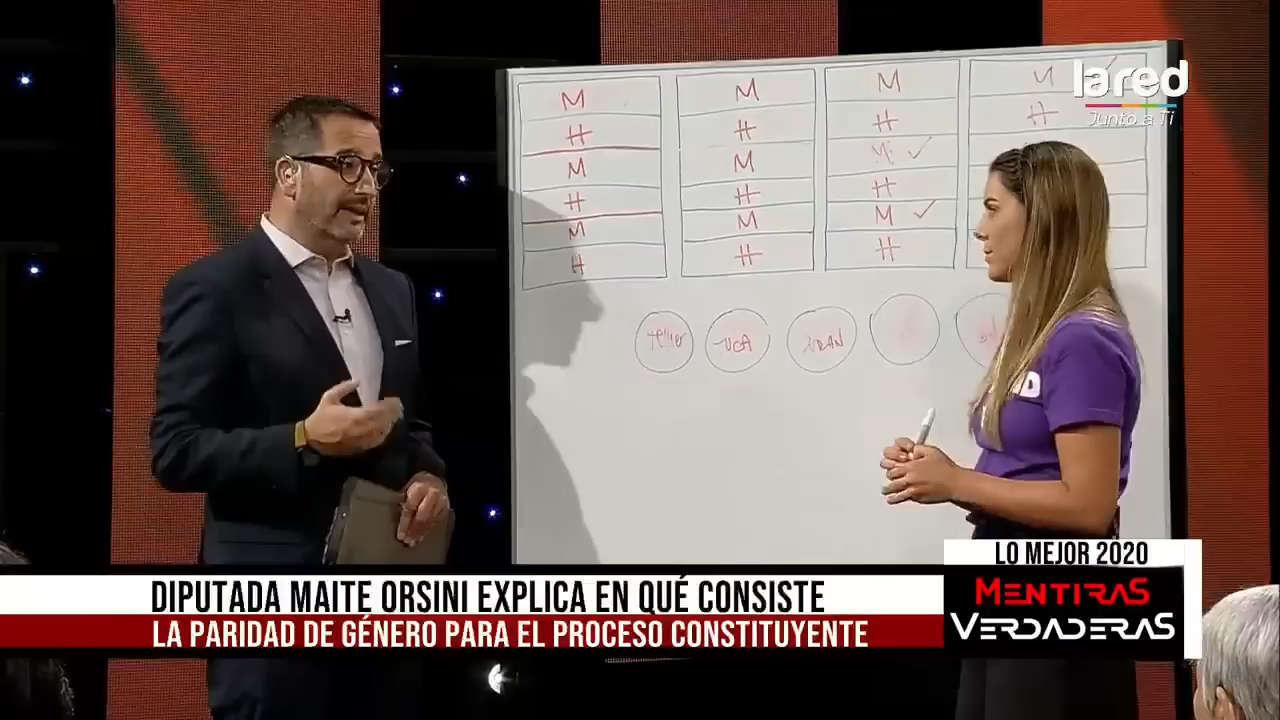 lared
Junto a Ti
M
H
M
H
M
H
M
H
M
H
M
H
M
H
M
H
M
H
M
H
UCA
D
LO MEJOR 2020
MENTIRAS
VERDADERAS
DIPUTADA MAITE ORSINI EXPLICA EN QUÉ CONSISTE
LA PARIDAD DE GÉNERO PARA EL PROCESO CONSTITUYENTE